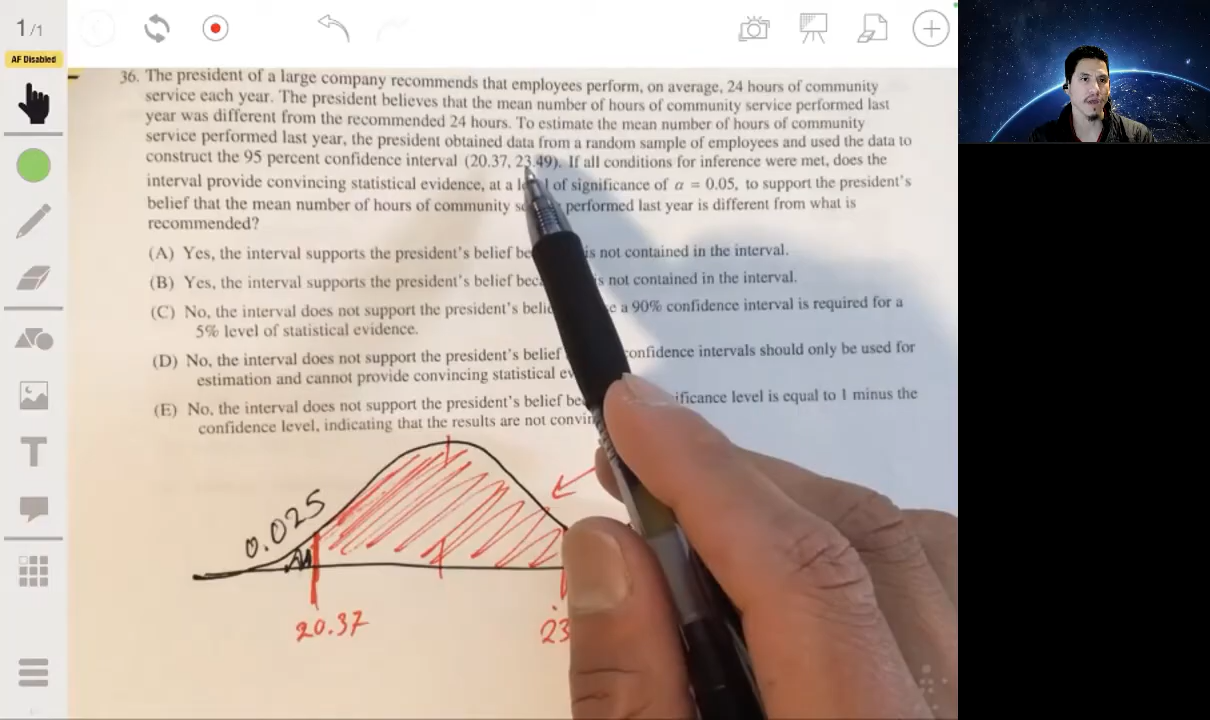 1/1
AF Disabled
T
36. The president of a large company recommends that employees perform, on average, 24 hours of community
service each year. The president believes that the mean number of hours of community service performed last
year was different from the recommended 24 hours. To estimate the mean number of hours of community
service performed last year, the president obtained data from a random sample of employees and used the data to
construct the 95 percent confidence interval (20.37, 23.49). If all conditions for inference were met, does the
interval provide convincing statistical evidence, at a of significance of α = 0.05, to support the president's
belief that the mean number of hours of community performed last year is different from what is
recommended?
(A) Yes, the interval supports the president's belief is not contained in the interval.
(B) Yes, the interval supports the president's belief is not contained in the interval.
(C) No, the interval does not support the president's a 90% confidence interval is required for a
5% level of statistical evidence.
(D) No, the interval does not support the president's belief confidence intervals should only be used for
estimation and cannot provide convincing statistical
(E) No, the interval does not support the president's belief level is equal to 1 minus the
confidence level, indicating that the results are not
0.025
20.37
23